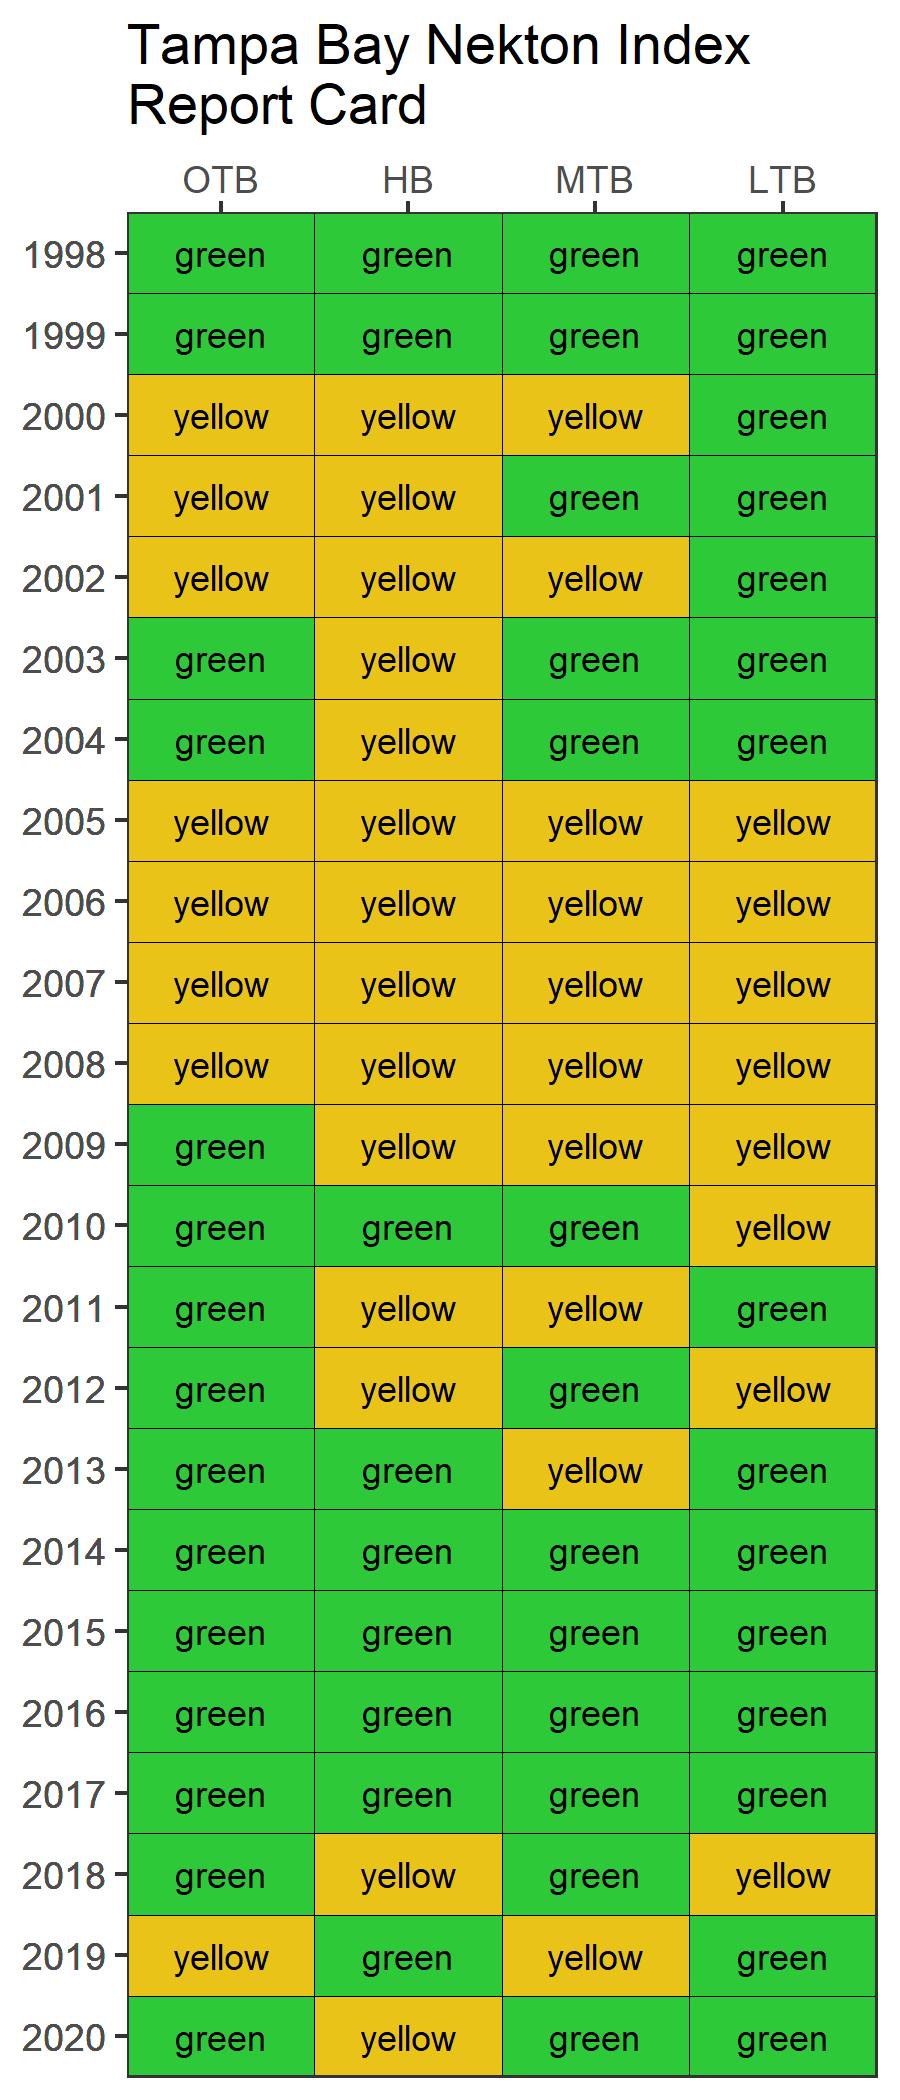 Tampa Bay Nekton Index
Report Card
OTB HB MTB LTB
1998 green green green green
1999 green green green green
2000 yellow yellow yellow green
2001 yellow yellow green green
2002 yellow yellow yellow green
2003 green yellow green green
2004 green yellow green green
2005 yellow yellow yellow yellow
2006 yellow yellow yellow yellow
2007 yellow yellow yellow yellow
2008 yellow yellow yellow yellow
2009 green yellow yellow yellow
2010 green green green yellow
2011 green yellow yellow green
2012 green yellow green yellow
2013 green green yellow green
2014 green green green green
2015 green green green green
2016 green green green green
2017 green green green green
2018 green yellow green yellow
2019 yellow green yellow green
2020 green yellow green green